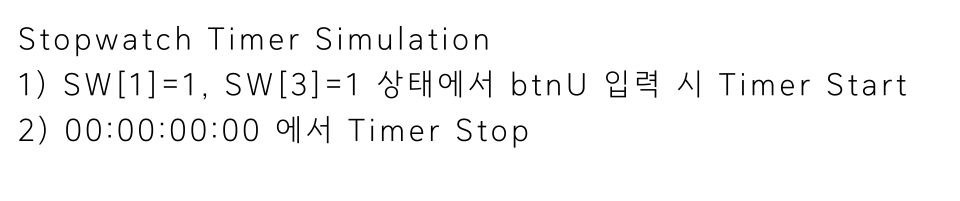 Stopwatch Timer Simulation
1) SW[1]=1, SW[3]=1 상태에서 btnU 입력 시 Timer Start
2) 00:00:00:00 에서 Timer Stop